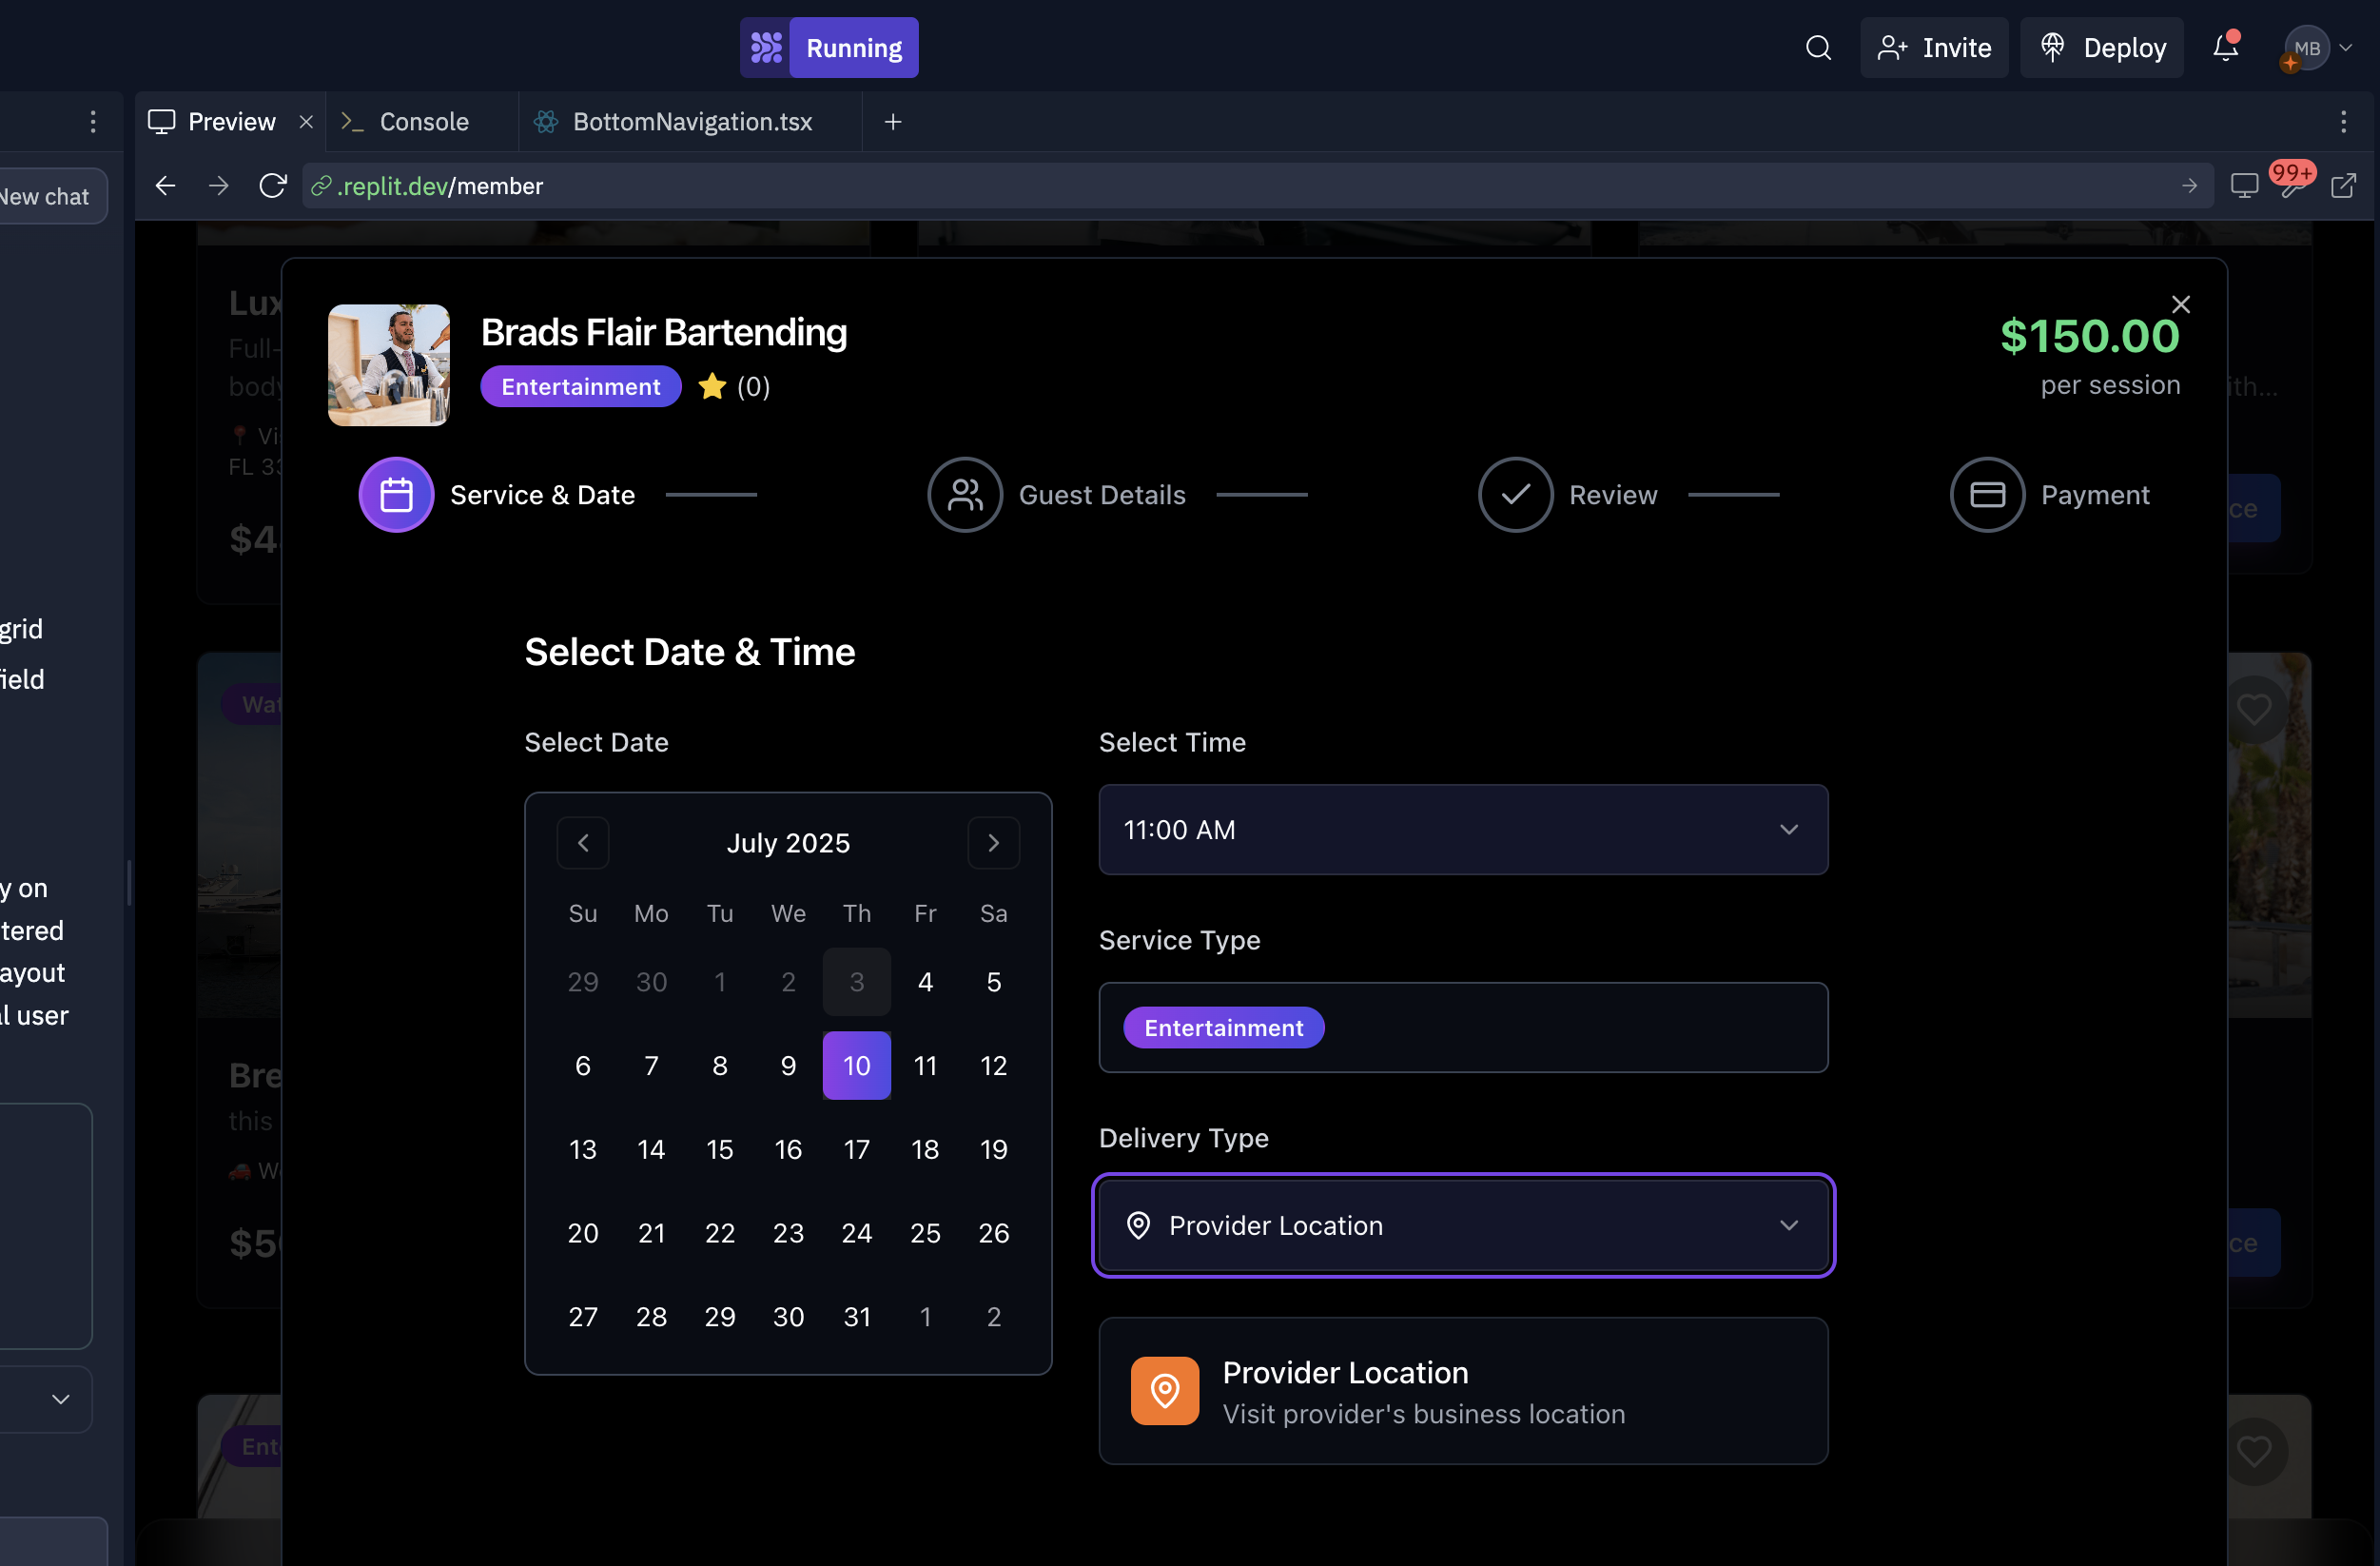 Running
Invite
Deploy
MB
Preview
Console
BottomNavigation.tsx
New chat
.replit.dev/member
99+
grid
field
y on
tered
ayout
l user
Lux
Full-
body
Vi
FL 33
$4
ith...
ce
Wat
Bre
this
We
$50
ce
Ent
Brads Flair Bartending
Entertainment
(0)
$150.00
per session
Service & Date
Guest Details
Review
Payment
Select Date & Time
Select Date
July 2025
Su Mo Tu We Th Fr Sa
29 30 1 2 3 4 5
6 7 8 9 10 11 12
13 14 15 16 17 18 19
20 21 22 23 24 25 26
27 28 29 30 31 1 2
Select Time
11:00 AM
Service Type
Entertainment
Delivery Type
Provider Location
Provider Location
Visit provider's business location